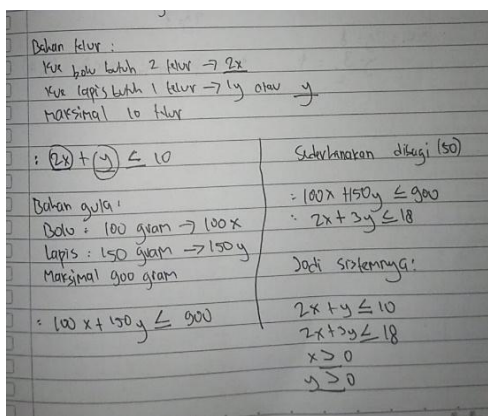 Bahan telur :
Kue bolu butuh 2 telur → 2x
Kue lapis butuh 1 telur → 1y atau y
Maksimal 10 telur
: 2x + y ≤ 10
Bahan gula :
Bolu : 100 gram → 100x
Lapis : 150 gram → 150y
Maksimal 900 gram
: 100x + 150y ≤ 900
Sederhanakan dibagi (50)
: 100x + 150y ≤ 900
: 2x + 3y ≤ 18
Jadi sistemnya :
2x + y ≤ 10
2x + 3y ≤ 18
x ≥ 0
y ≥ 0